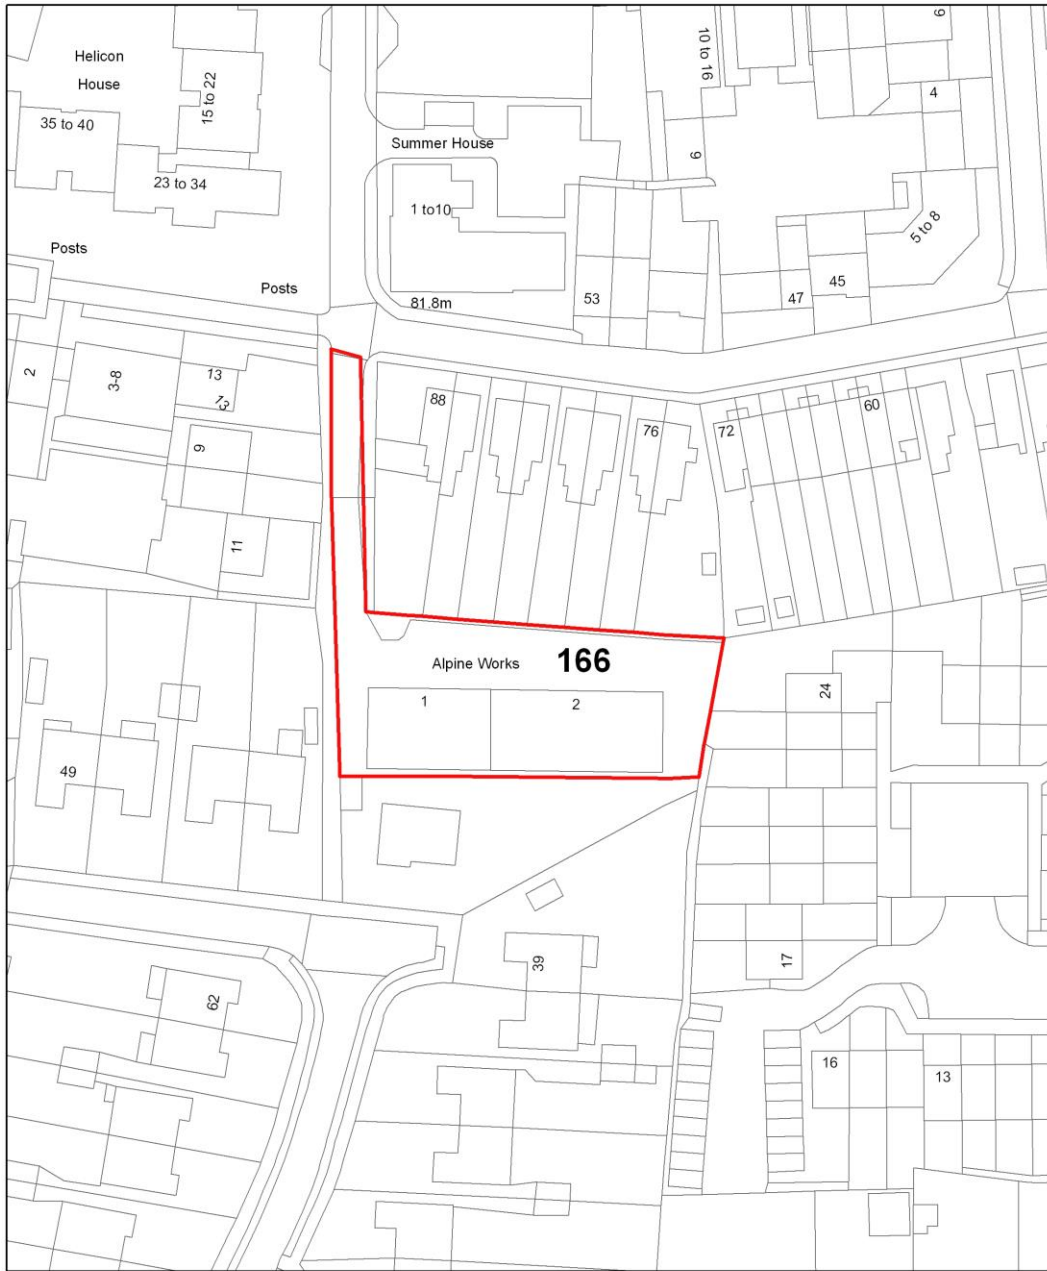 Helicon
House
35 to 40
15 to 22
23 to 34
Summer House
1 to10
10 to 16
6
9
4
5 to 8
Posts
Posts
81.8m
53
47
45
2
3-8
13
13
9
11
88
76
72
60
Alpine Works
166
1
2
24
49
39
17
62
16
13